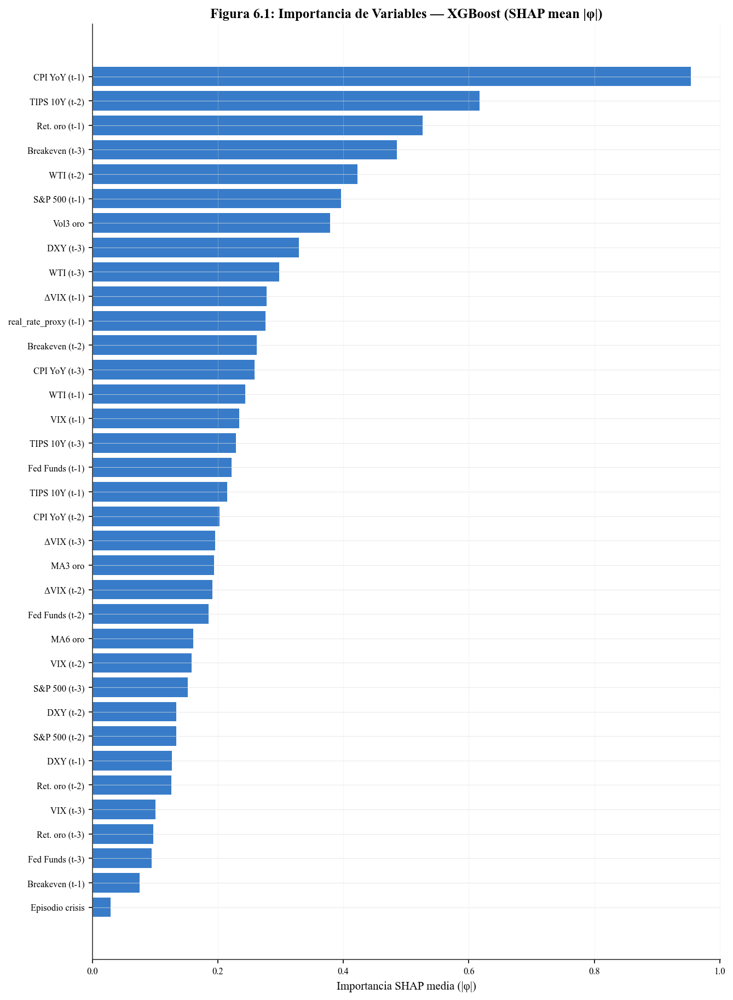 Figura 6.1: Importancia de Variables — XGBoost (SHAP mean |φ|)
CPI YoY (t-1)
TIPS 10Y (t-2)
Ret. oro (t-1)
Breakeven (t-3)
WTI (t-2)
S&P 500 (t-1)
Vol3 oro
DXY (t-3)
WTI (t-3)
ΔVIX (t-1)
real_rate_proxy (t-1)
Breakeven (t-2)
CPI YoY (t-3)
WTI (t-1)
VIX (t-1)
TIPS 10Y (t-3)
Fed Funds (t-1)
TIPS 10Y (t-1)
CPI YoY (t-2)
ΔVIX (t-3)
MA3 oro
ΔVIX (t-2)
Fed Funds (t-2)
MA6 oro
VIX (t-2)
S&P 500 (t-3)
DXY (t-2)
S&P 500 (t-2)
DXY (t-1)
Ret. oro (t-2)
VIX (t-3)
Ret. oro (t-3)
Fed Funds (t-3)
Breakeven (t-1)
Episodio crisis
0.0 0.2 0.4 0.6 0.8 1.0
Importancia SHAP media (|φ|)